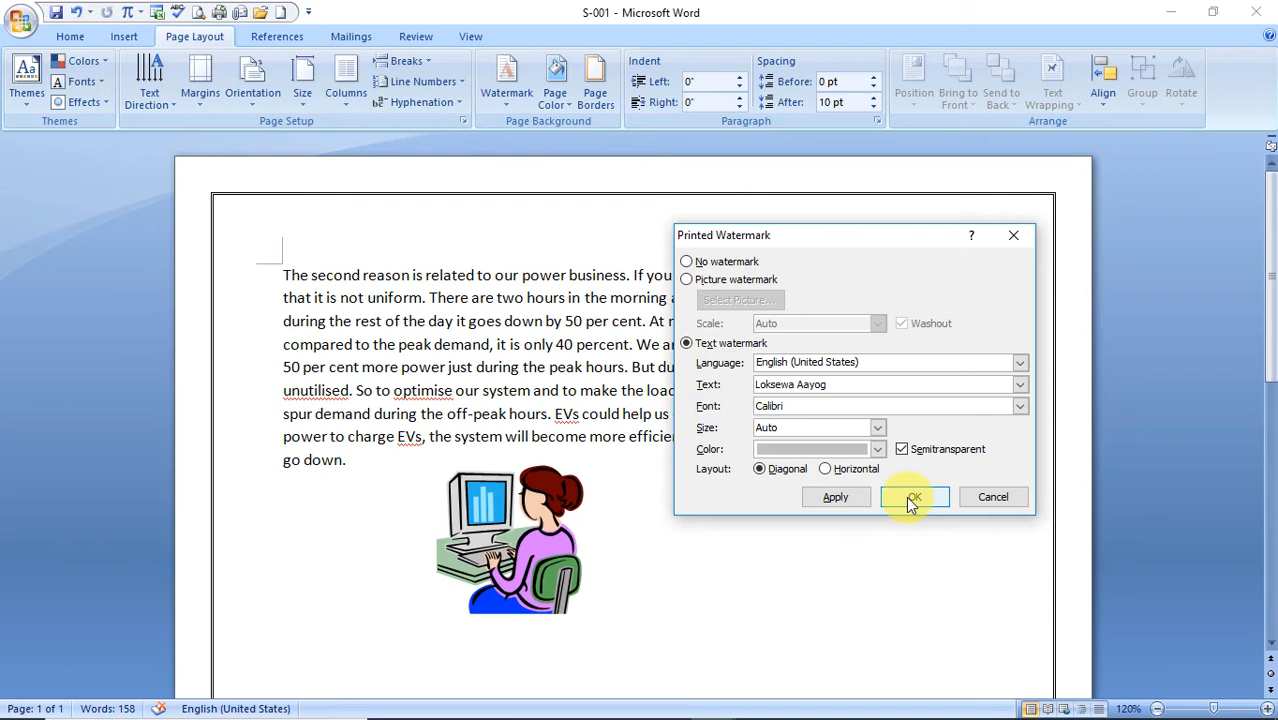 S-001 - Microsoft Word
Home Insert Page Layout References Mailings Review View
Themes
Colors
Fonts
Effects
Themes
Text Direction
Margins
Orientation
Size
Columns
Breaks
Line Numbers
Hyphenation
Page Setup
Watermark
Page Color
Page Borders
Page Background
Indent
Left: 0"
Right: 0"
Spacing
Before: 0 pt
After: 10 pt
Paragraph
Position
Bring to Front
Send to Back
Text Wrapping
Align
Group
Rotate
Arrange
The second reason is related to our power business. If you
that it is not uniform. There are two hours in the morning
during the rest of the day it goes down by 50 per cent. At
compared to the peak demand, it is only 40 percent. We
50 per cent more power just during the peak hours. But
unutilised. So to optimise our system and to make the
spur demand during the off-peak hours. EVs could help us
power to charge EVs, the system will become more
go down.
Printed Watermark
?
No watermark
Picture watermark
Select Picture...
Scale: Auto Washout
Text watermark
Language: English (United States)
Text: Loksewa Aayog
Font: Calibri
Size: Auto
Color: Semitransparent
Layout: Diagonal Horizontal
Apply OK Cancel
Page: 1 of 1 Words: 158 English (United States) 120%